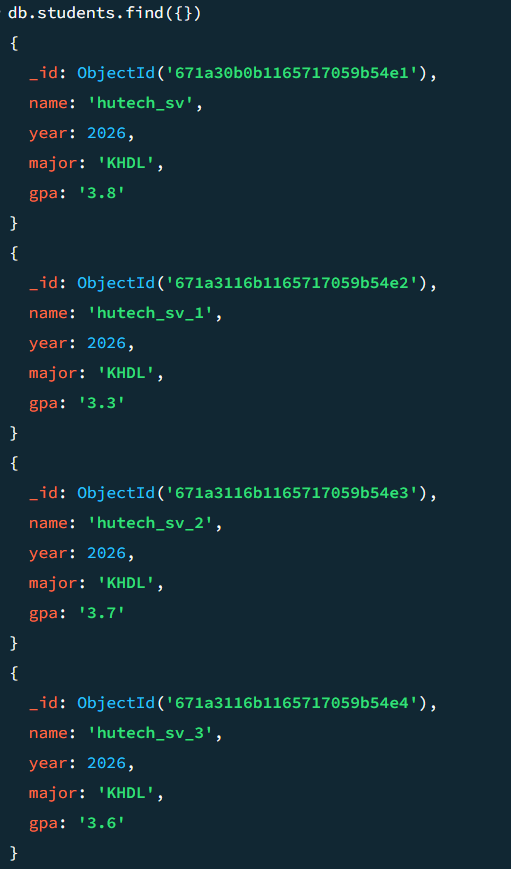 db.students.find({})
{
_id: ObjectId('671a30b0b1165717059b54e1'),
name: 'hutech_sv',
year: 2026,
major: 'KHDL',
gpa: '3.8'
}
{
_id: ObjectId('671a3116b1165717059b54e2'),
name: 'hutech_sv_1',
year: 2026,
major: 'KHDL',
gpa: '3.3'
}
{
_id: ObjectId('671a3116b1165717059b54e3'),
name: 'hutech_sv_2',
year: 2026,
major: 'KHDL',
gpa: '3.7'
}
{
_id: ObjectId('671a3116b1165717059b54e4'),
name: 'hutech_sv_3',
year: 2026,
major: 'KHDL',
gpa: '3.6'
}